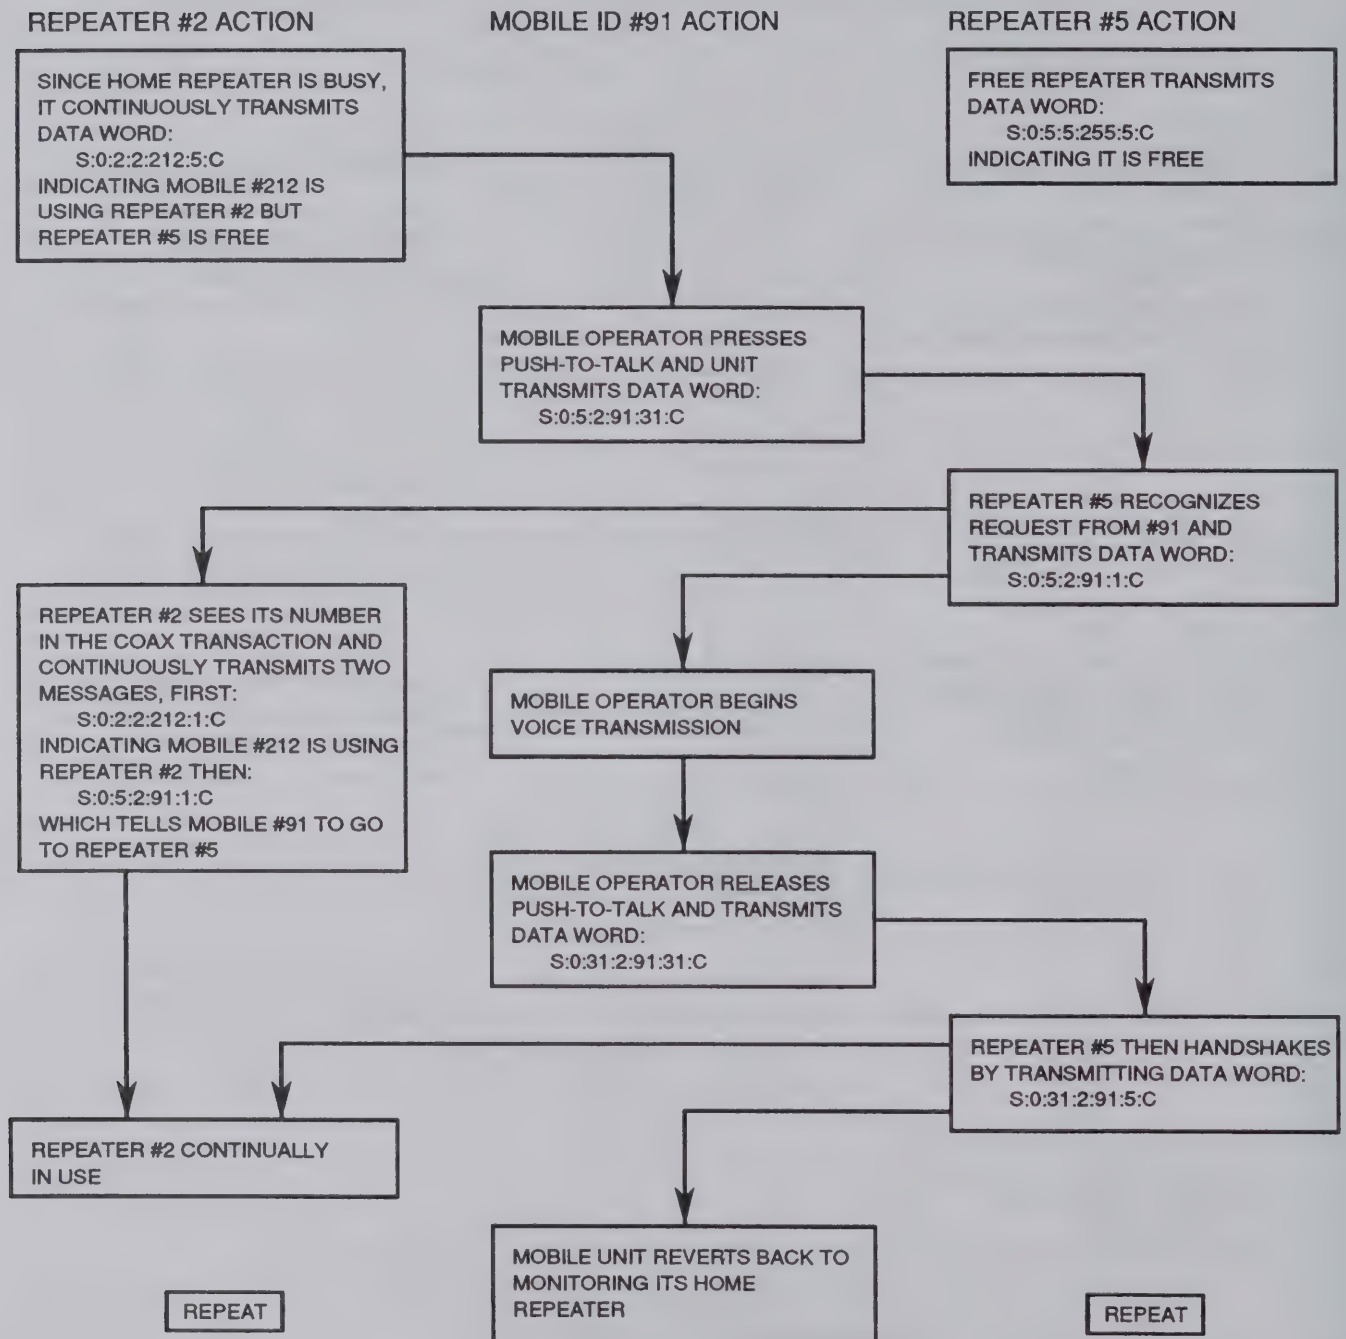 REPEATER #2 ACTION
MOBILE ID #91 ACTION
REPEATER #5 ACTION
SINCE HOME REPEATER IS BUSY,
IT CONTINUOUSLY TRANSMITS
DATA WORD:
S:0:2:2:212:5:C
INDICATING MOBILE #212 IS
USING REPEATER #2 BUT
REPEATER #5 IS FREE
FREE REPEATER TRANSMITS
DATA WORD:
S:0:5:5:255:5:C
INDICATING IT IS FREE
MOBILE OPERATOR PRESSES
PUSH-TO-TALK AND UNIT
TRANSMITS DATA WORD:
S:0:5:2:91:31:C
REPEATER #5 RECOGNIZES
REQUEST FROM #91 AND
TRANSMITS DATA WORD:
S:0:5:2:91:1:C
REPEATER #2 SEES ITS NUMBER
IN THE COAX TRANSACTION AND
CONTINUOUSLY TRANSMITS TWO
MESSAGES, FIRST:
S:0:2:2:212:1:C
INDICATING MOBILE #212 IS USING
REPEATER #2 THEN:
S:0:5:2:91:1:C
WHICH TELLS MOBILE #91 TO GO
TO REPEATER #5
MOBILE OPERATOR BEGINS
VOICE TRANSMISSION
MOBILE OPERATOR RELEASES
PUSH-TO-TALK AND TRANSMITS
DATA WORD:
S:0:31:2:91:31:C
REPEATER #5 THEN HANDSHAKES
BY TRANSMITTING DATA WORD:
S:0:31:2:91:5:C
REPEATER #2 CONTINUALLY
IN USE
MOBILE UNIT REVERTS BACK TO
MONITORING ITS HOME
REPEATER
REPEAT
REPEAT